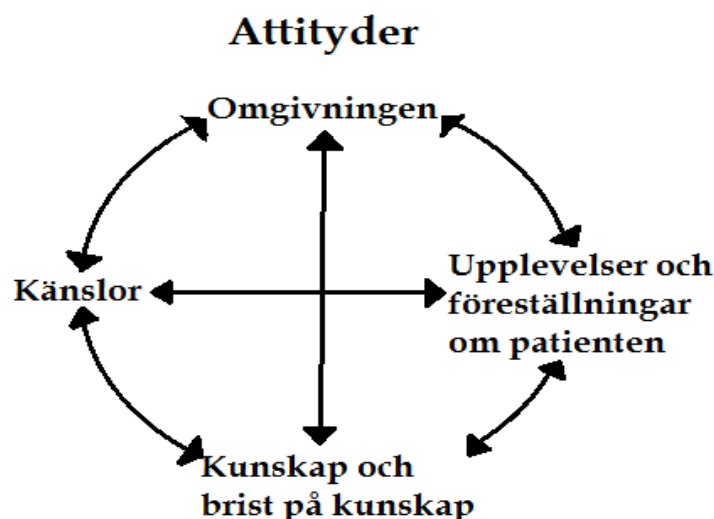 Attityder
Omgivningen
Känslor
Upplevelser och
föreställningar
om patienten
Kunskap och
brist på kunskap